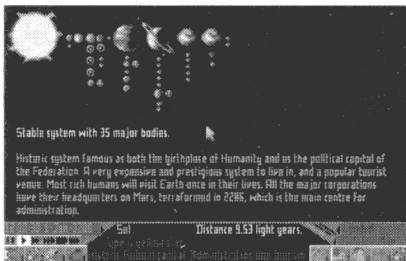 Stable system with 35 major bodies.
Historic system famous as both the birthplace of Humanity and as the political capital of
the Federation. A very expensive and prestigious system to live in, and a popular tourist
venue. Most rich humans will visit Earth once in their lives. All the major corporations
have their headquarters on Mars, terraformed in 2286, which is the main centre for
administration.
Sol Distance 9.53 light years.